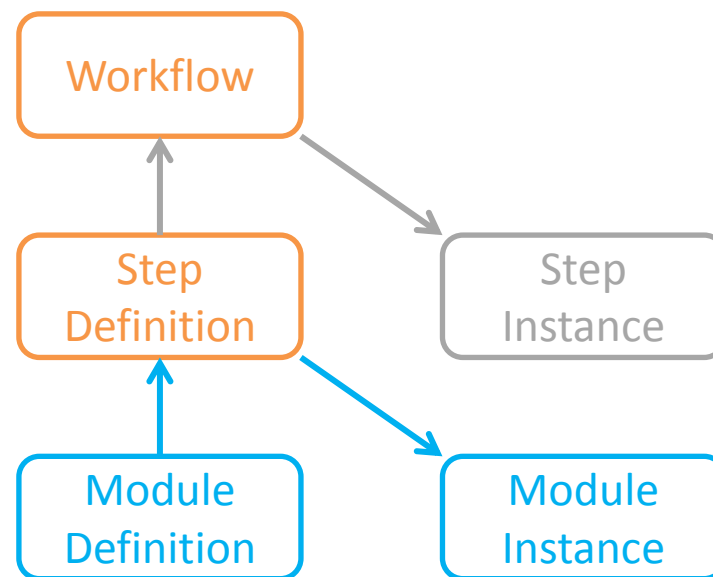 Workflow
Step
Definition
Step
Instance
Module
Definition
Module
Instance